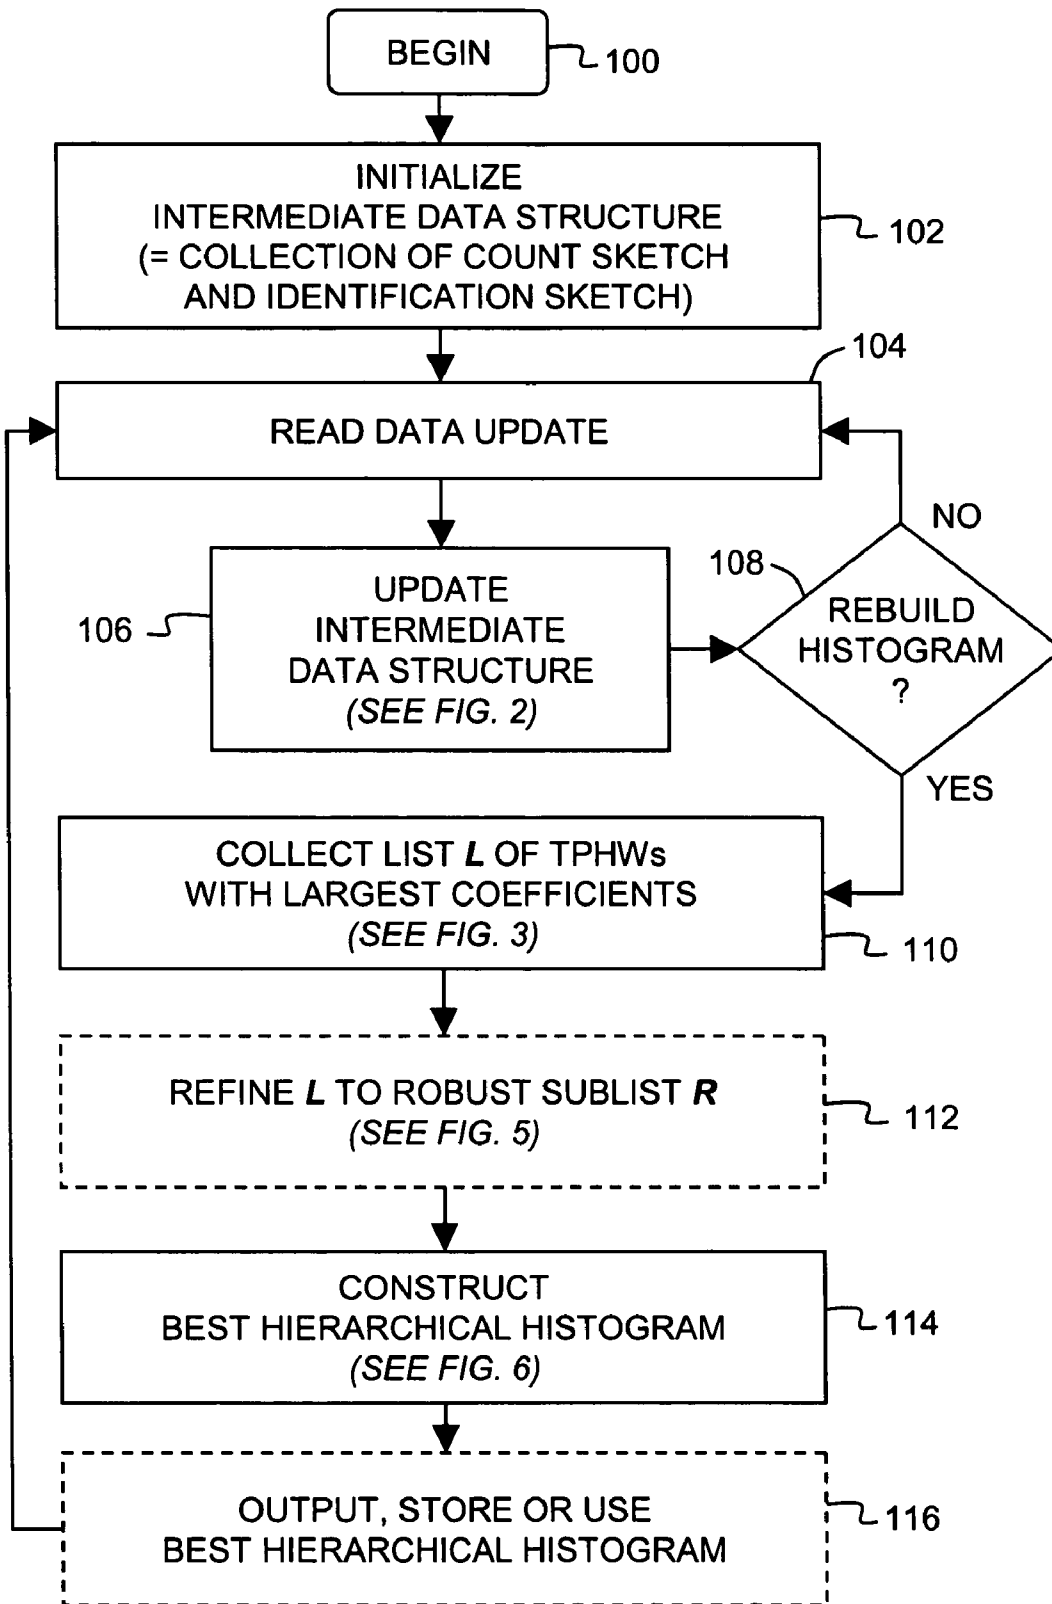 BEGIN
100
INITIALIZE
INTERMEDIATE DATA STRUCTURE
(= COLLECTION OF COUNT SKETCH
AND IDENTIFICATION SKETCH)
102
104
READ DATA UPDATE
NO
108
REBUILD
HISTOGRAM
?
UPDATE
INTERMEDIATE
DATA STRUCTURE
(SEE FIG. 2)
106
YES
COLLECT LIST L OF TPHWs
WITH LARGEST COEFFICIENTS
(SEE FIG. 3)
110
REFINE L TO ROBUST SUBLIST R
(SEE FIG. 5)
112
CONSTRUCT
BEST HIERARCHICAL HISTOGRAM
(SEE FIG. 6)
114
OUTPUT, STORE OR USE
BEST HIERARCHICAL HISTOGRAM
116